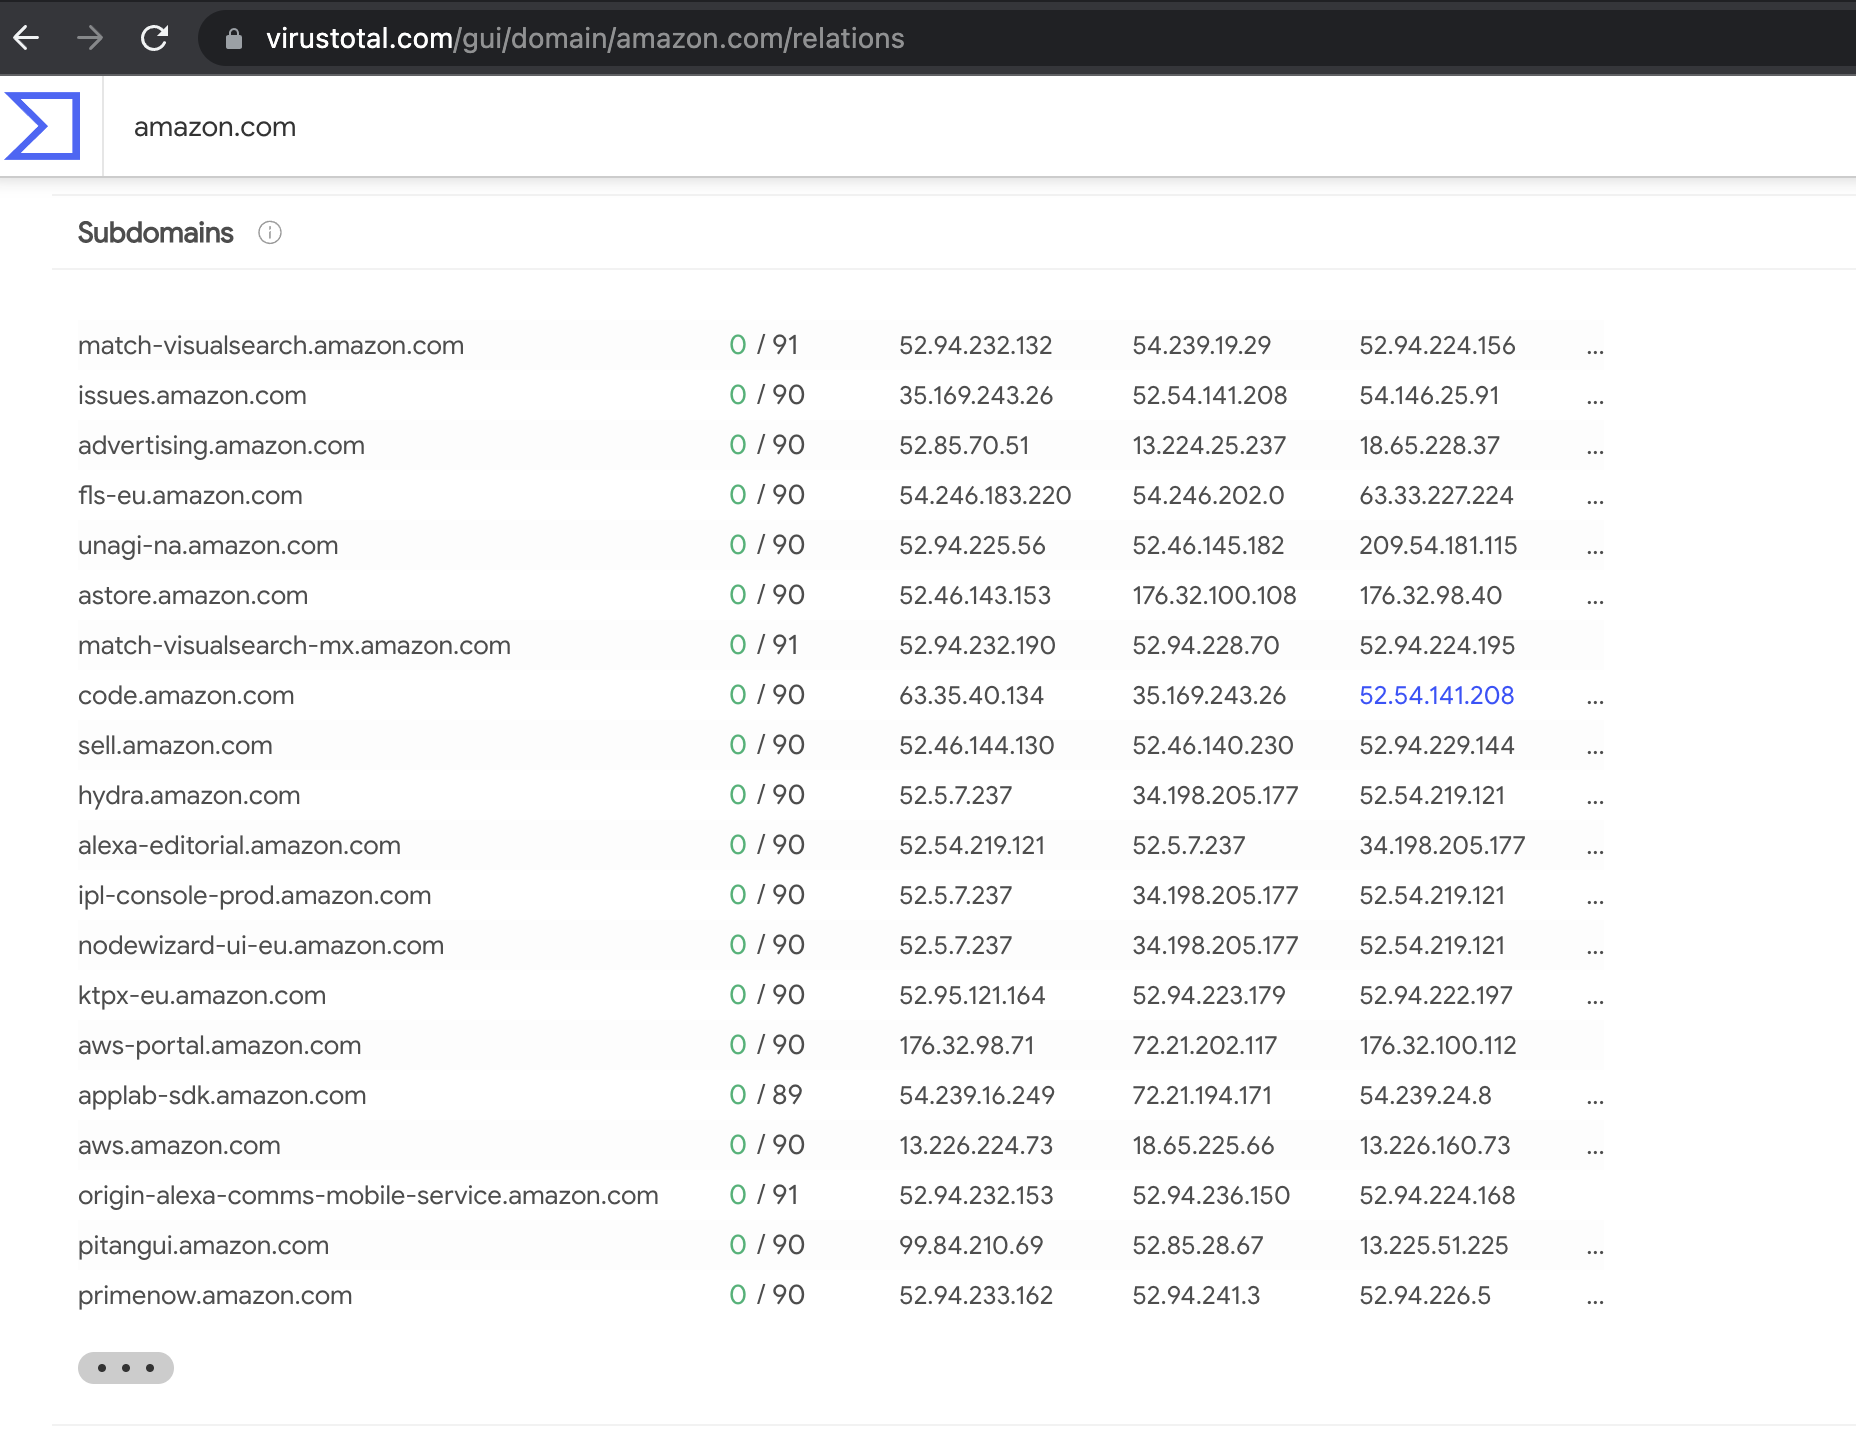 virustotal.com/gui/domain/amazon.com/relations
amazon.com
Subdomains
match-visualsearch.amazon.com 0 / 91 52.94.232.132 54.239.19.29 52.94.224.156 ...
issues.amazon.com 0 / 90 35.169.243.26 52.54.141.208 54.146.25.91 ...
advertising.amazon.com 0 / 90 52.85.70.51 13.224.25.237 18.65.228.37 ...
fls-eu.amazon.com 0 / 90 54.246.183.220 54.246.202.0 63.33.227.224 ...
unagi-na.amazon.com 0 / 90 52.94.225.56 52.46.145.182 209.54.181.115 ...
astore.amazon.com 0 / 90 52.46.143.153 176.32.100.108 176.32.98.40 ...
match-visualsearch-mx.amazon.com 0 / 91 52.94.232.190 52.94.228.70 52.94.224.195
code.amazon.com 0 / 90 63.35.40.134 35.169.243.26 52.54.141.208 ...
sell.amazon.com 0 / 90 52.46.144.130 52.46.140.230 52.94.229.144 ...
hydra.amazon.com 0 / 90 52.5.7.237 34.198.205.177 52.54.219.121 ...
alexa-editorial.amazon.com 0 / 90 52.54.219.121 52.5.7.237 34.198.205.177 ...
ipl-console-prod.amazon.com 0 / 90 52.5.7.237 34.198.205.177 52.54.219.121 ...
nodewizard-ui-eu.amazon.com 0 / 90 52.5.7.237 34.198.205.177 52.54.219.121 ...
ktpx-eu.amazon.com 0 / 90 52.95.121.164 52.94.223.179 52.94.222.197 ...
aws-portal.amazon.com 0 / 90 176.32.98.71 72.21.202.117 176.32.100.112
applab-sdk.amazon.com 0 / 89 54.239.16.249 72.21.194.171 54.239.24.8 ...
aws.amazon.com 0 / 90 13.226.224.73 18.65.225.66 13.226.160.73 ...
origin-alexa-comms-mobile-service.amazon.com 0 / 91 52.94.232.153 52.94.236.150 52.94.224.168
pitangui.amazon.com 0 / 90 99.84.210.69 52.85.28.67 13.225.51.225 ...
primenow.amazon.com 0 / 90 52.94.233.162 52.94.241.3 52.94.226.5 ...